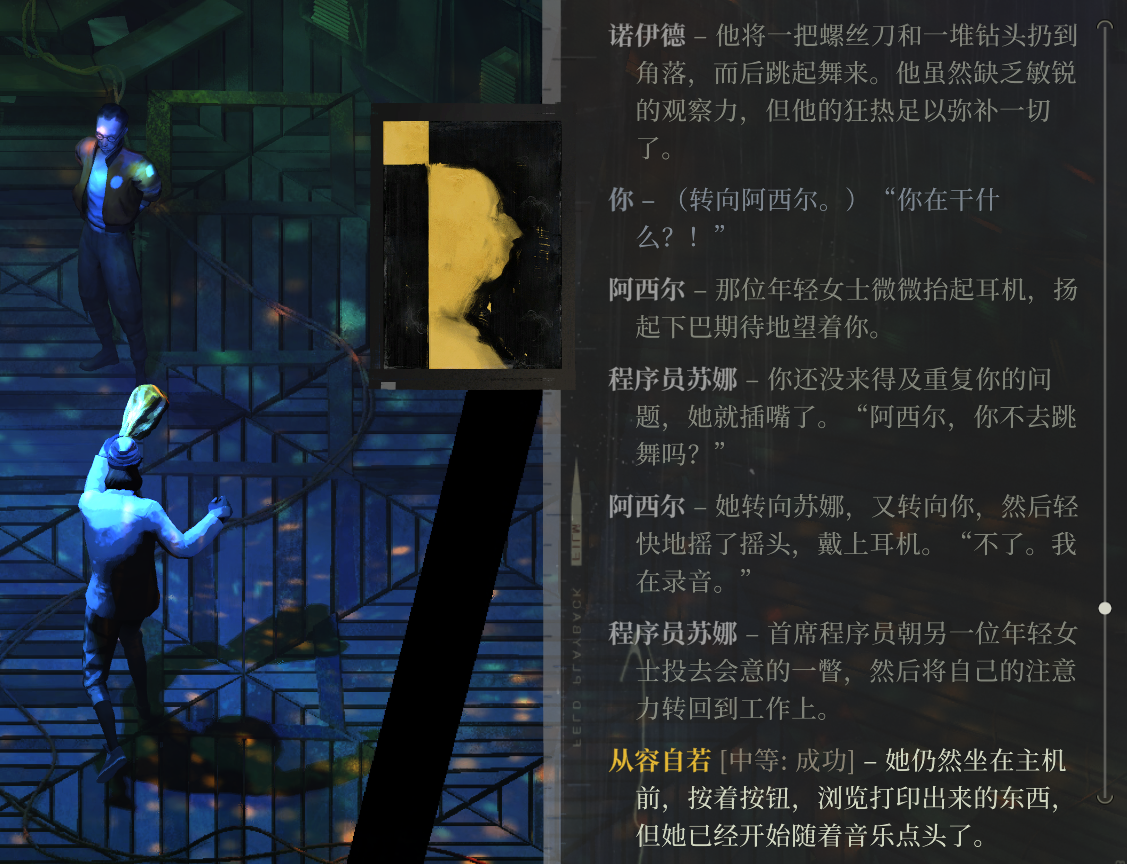 诺伊德 – 他将一把螺丝刀和一堆钻头扔到
角落，而后跳起舞来。他虽然缺乏敏锐
的观察力，但他的狂热足以弥补一切
了。
你 – （转向阿西尔。）“你在干什
么？！”
阿西尔 – 那位年轻女士微微抬起耳机，扬
起下巴期待地望着你。
程序员苏娜 – 你还没来得及重复你的问
题，她就插嘴了。“阿西尔，你不去跳
舞吗？”
阿西尔 – 她转向苏娜，又转向你，然后轻
快地摇了摇头，戴上耳机。“不了。我
在录音。”
程序员苏娜 – 首席程序员朝另一位年轻女
士投去会意的一瞥，然后将自己的注意
力转回到工作上。
从容自若 [中等: 成功] – 她仍然坐在主机
前，按着按钮，浏览打印出来的东西，
但她已经开始随着音乐点头了。
FILM
FELD PLAYBACK